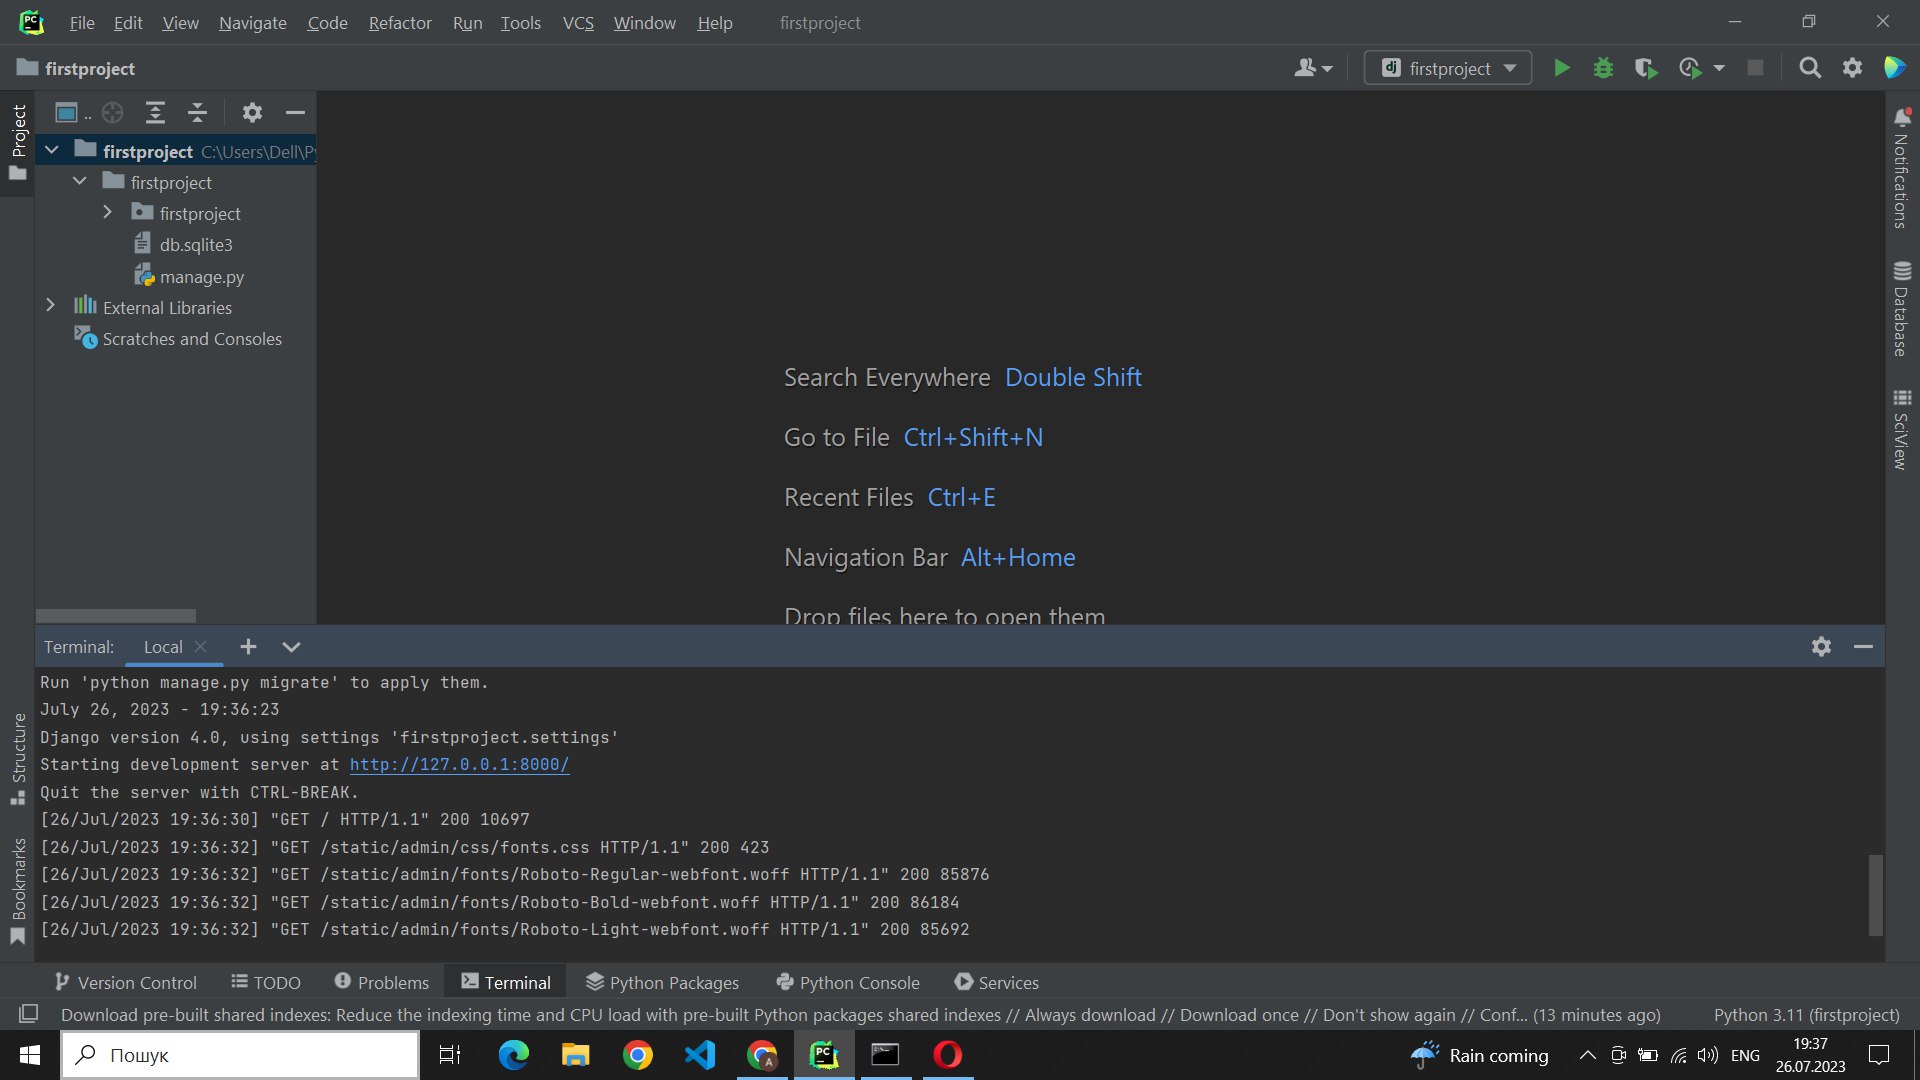 PC
File Edit View Navigate Code Refactor Run Tools VCS Window Help firstproject
firstproject
dj firstproject
Project
..
firstproject C:\Users\Dell\Py
firstproject
firstproject
db.sqlite3
manage.py
External Libraries
Scratches and Consoles
Notifications
Database
SciView
Search Everywhere Double Shift
Go to File Ctrl+Shift+N
Recent Files Ctrl+E
Navigation Bar Alt+Home
Drop files here to open them
Terminal: Local
Run 'python manage.py migrate' to apply them.
July 26, 2023 - 19:36:23
Django version 4.0, using settings 'firstproject.settings'
Starting development server at http://127.0.0.1:8000/
Quit the server with CTRL-BREAK.
[26/Jul/2023 19:36:30] "GET / HTTP/1.1" 200 10697
[26/Jul/2023 19:36:32] "GET /static/admin/css/fonts.css HTTP/1.1" 200 423
[26/Jul/2023 19:36:32] "GET /static/admin/fonts/Roboto-Regular-webfont.woff HTTP/1.1" 200 85876
[26/Jul/2023 19:36:32] "GET /static/admin/fonts/Roboto-Bold-webfont.woff HTTP/1.1" 200 86184
[26/Jul/2023 19:36:32] "GET /static/admin/fonts/Roboto-Light-webfont.woff HTTP/1.1" 200 85692
Structure
Bookmarks
Version Control TODO Problems Terminal Python Packages Python Console Services
Download pre-built shared indexes: Reduce the indexing time and CPU load with pre-built Python packages shared indexes // Always download // Download once // Don't show again // Conf... (13 minutes ago) Python 3.11 (firstproject)
Пошук
A
PC
Rain coming
ENG
19:37
26.07.2023